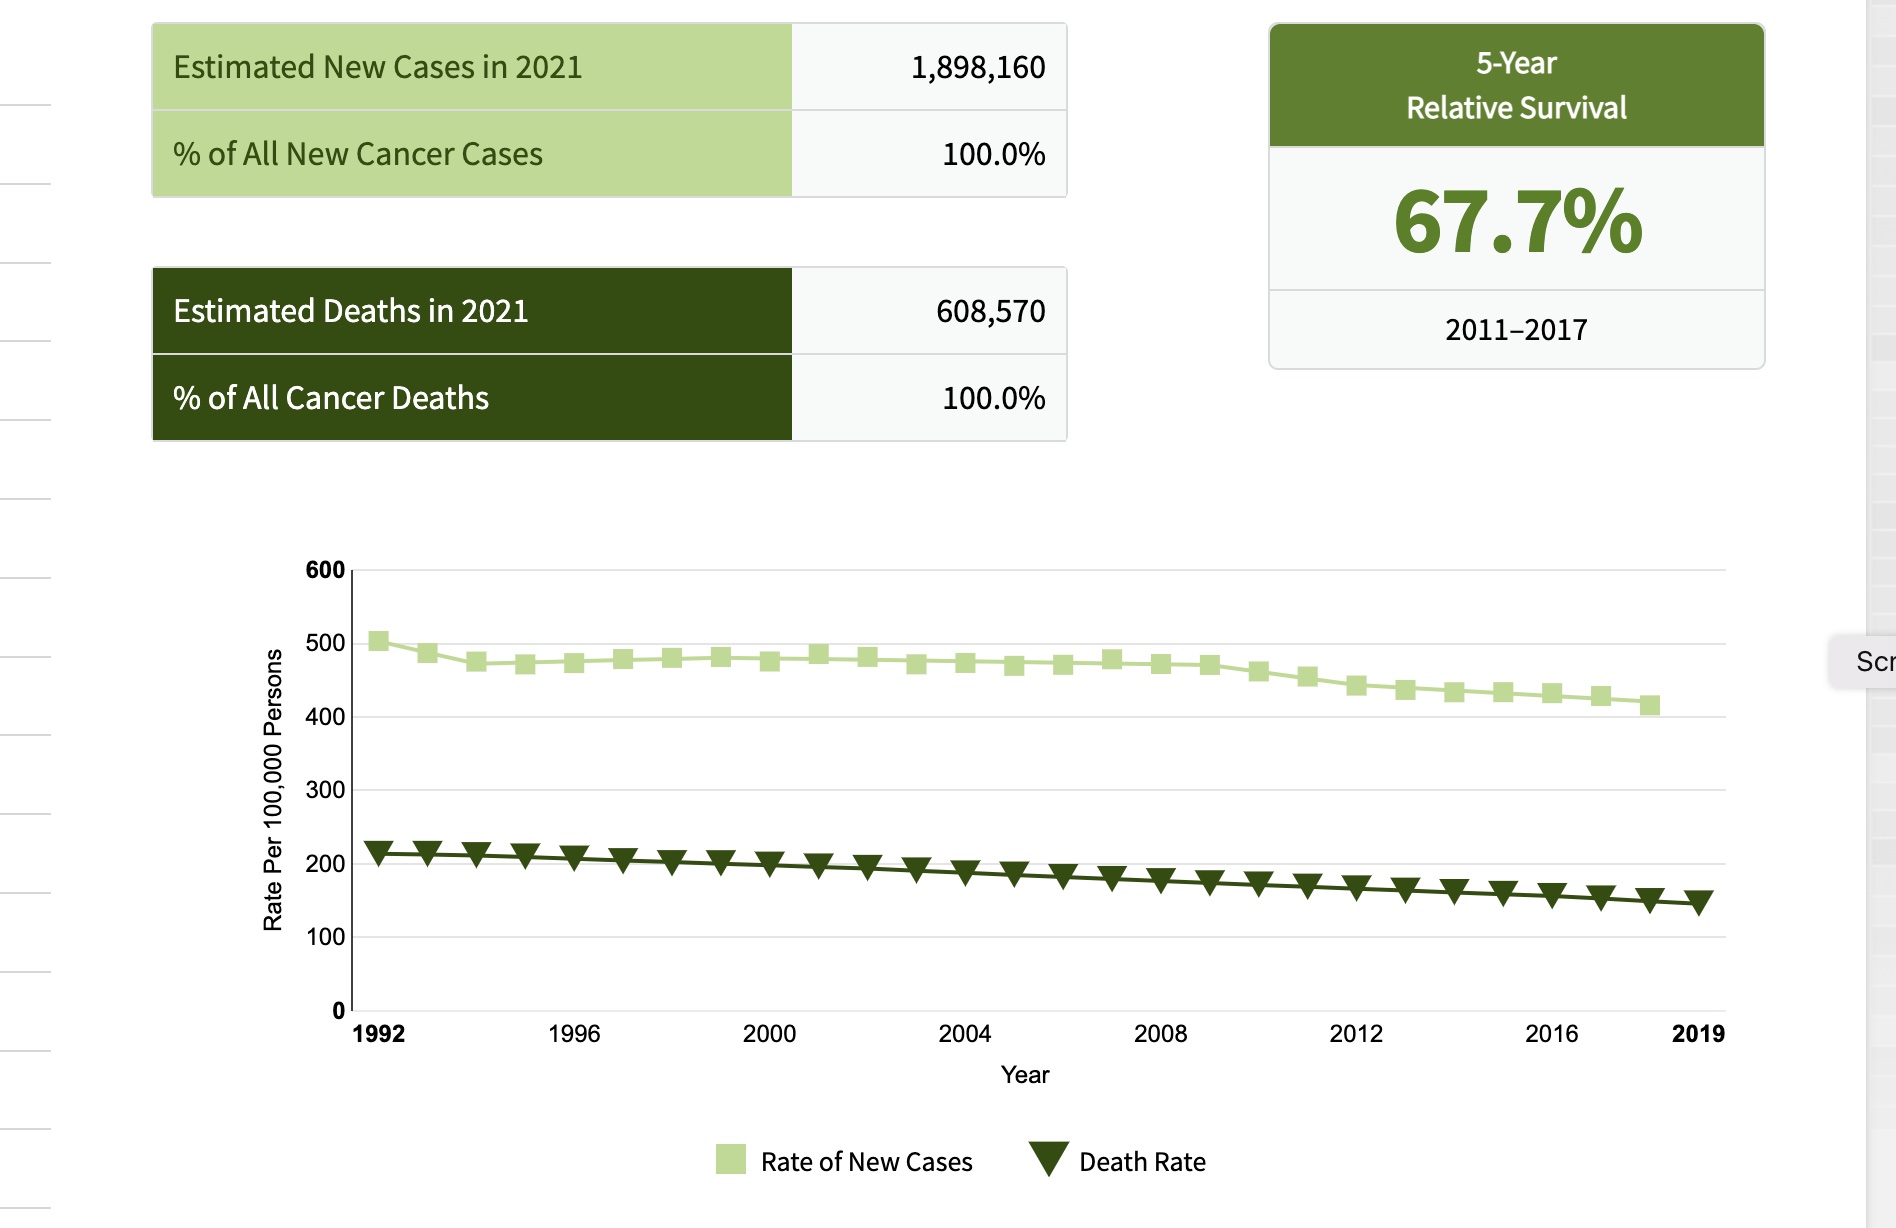 Estimated New Cases in 2021 1,898,160
% of All New Cancer Cases 100.0%
Estimated Deaths in 2021 608,570
% of All Cancer Deaths 100.0%
5-Year
Relative Survival
67.7%
2011–2017
600
500
400
300
200
100
0
Rate Per 100,000 Persons
1992 1996 2000 2004 2008 2012 2016 2019
Year
Rate of New Cases Death Rate
Scr